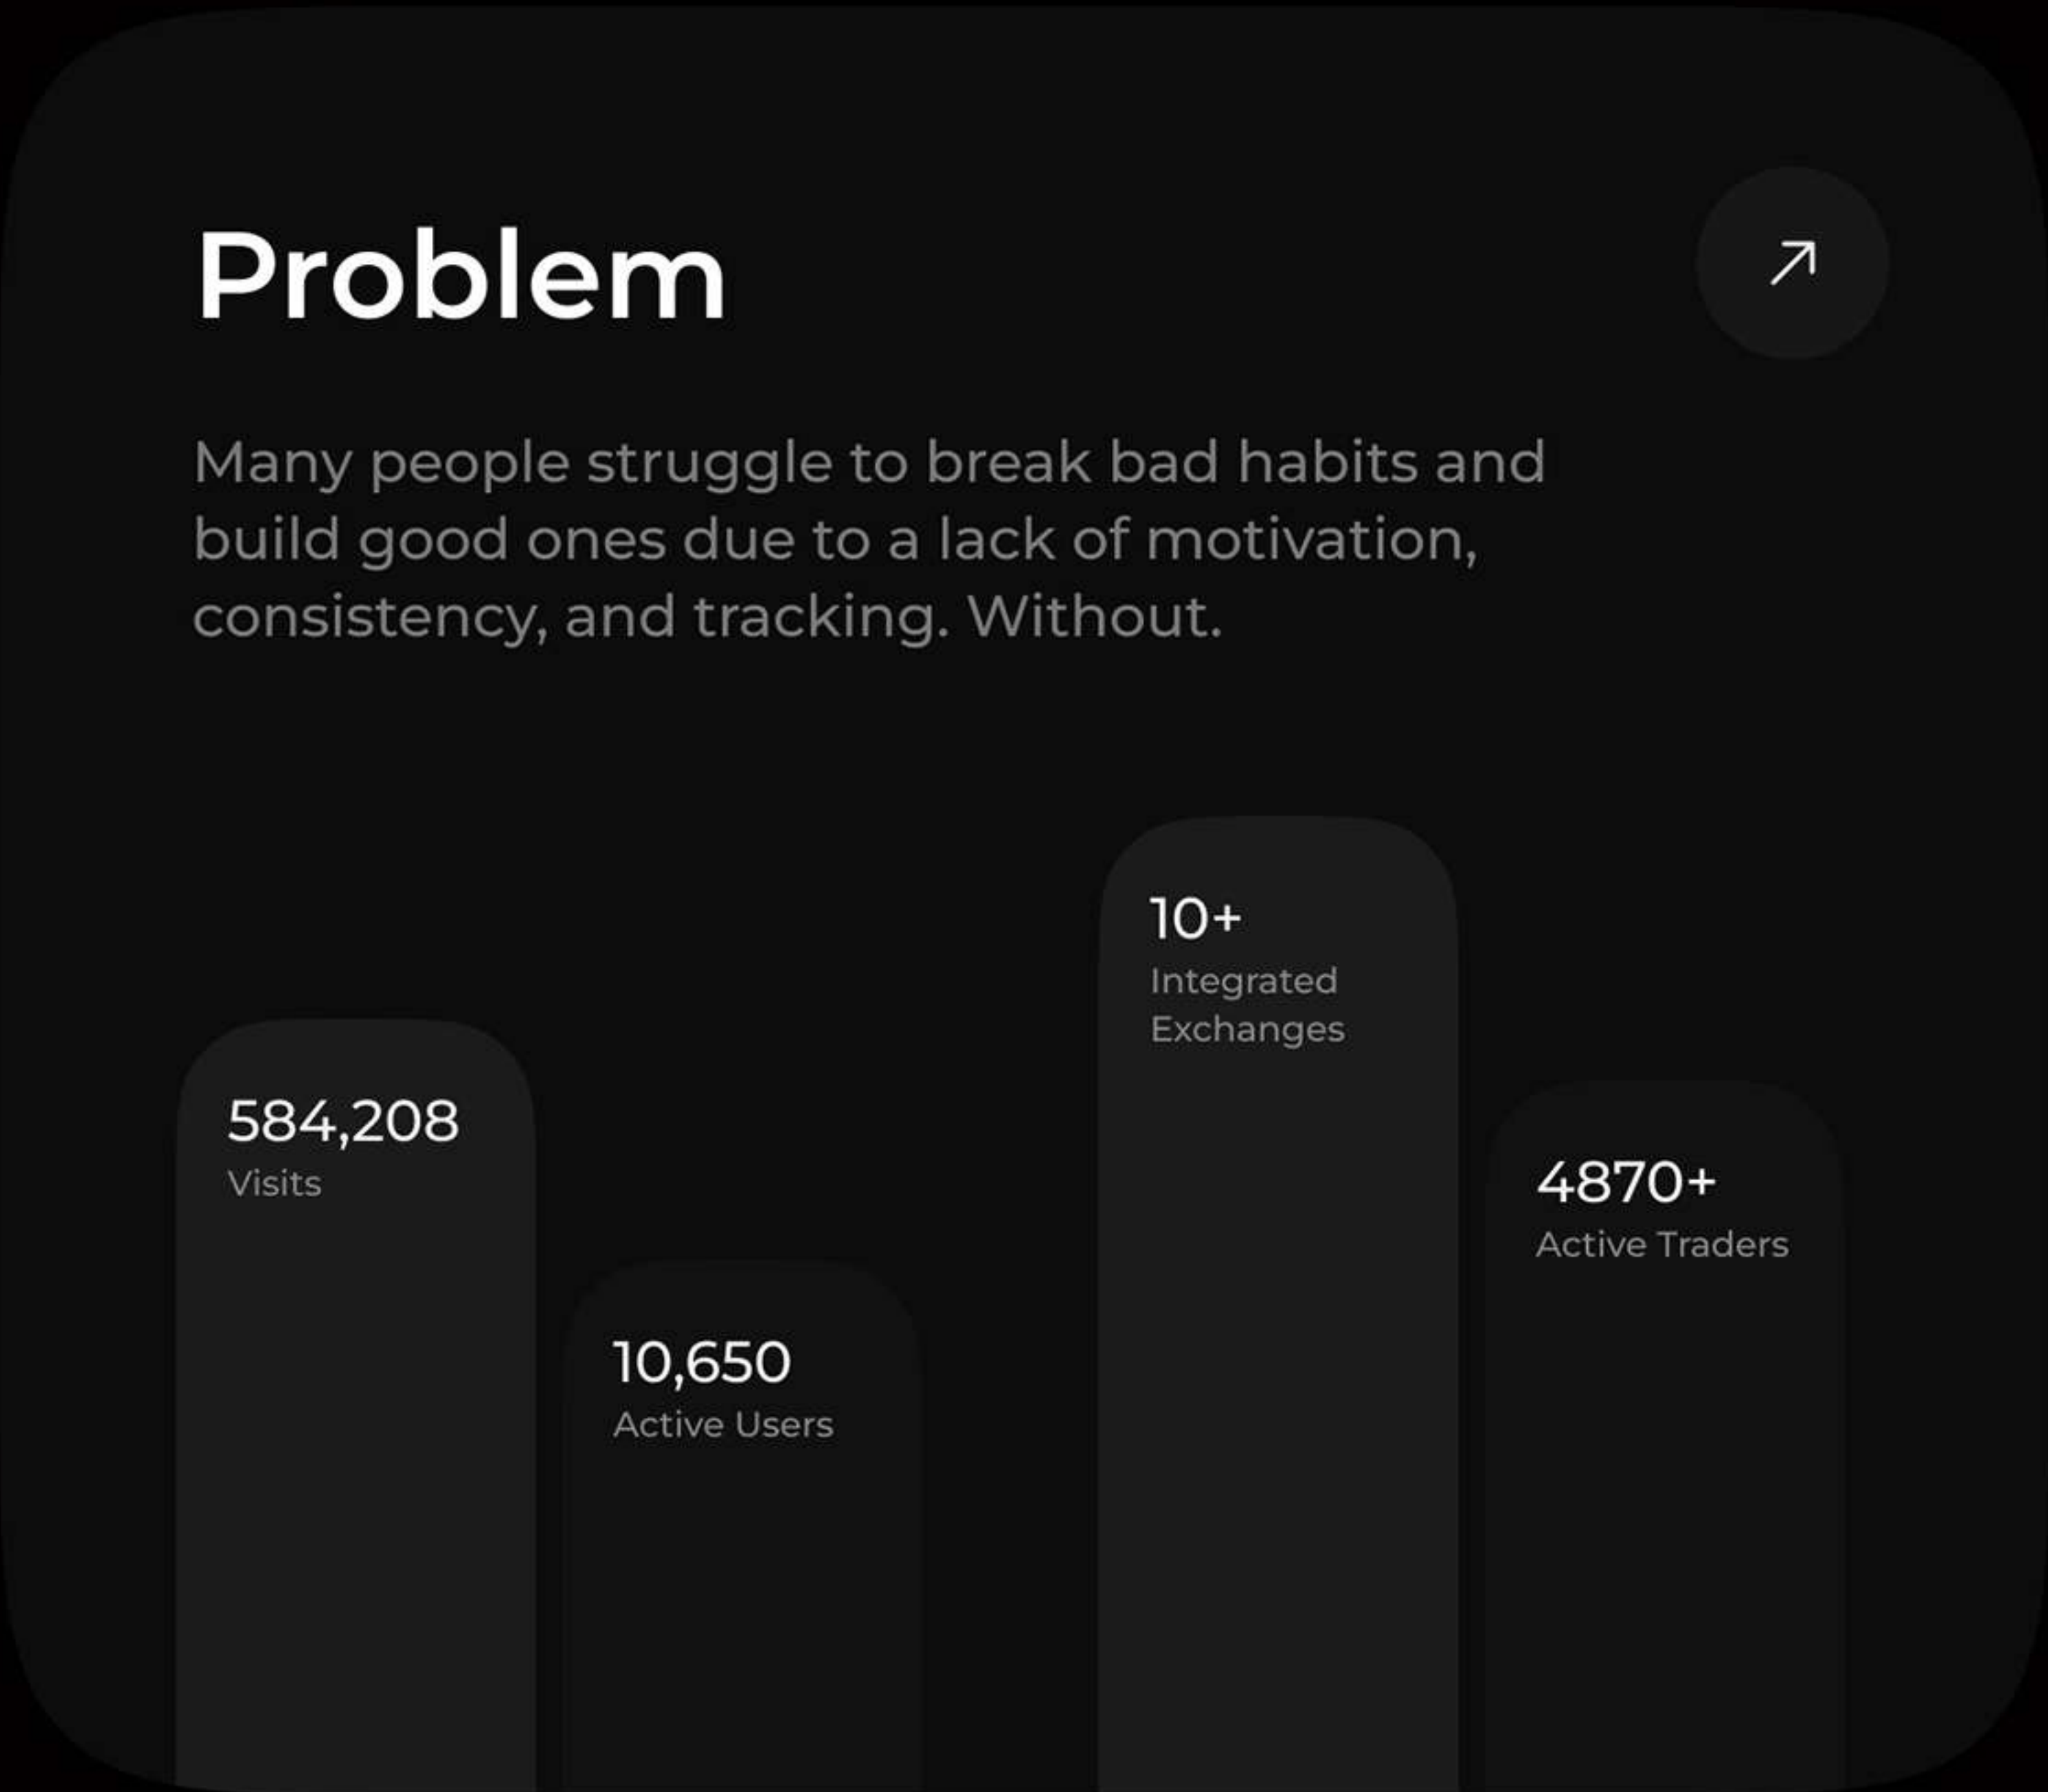 Problem
Many people struggle to break bad habits and
build good ones due to a lack of motivation,
consistency, and tracking. Without.
584,208
Visits
10,650
Active Users
10+
Integrated
Exchanges
4870+
Active Traders